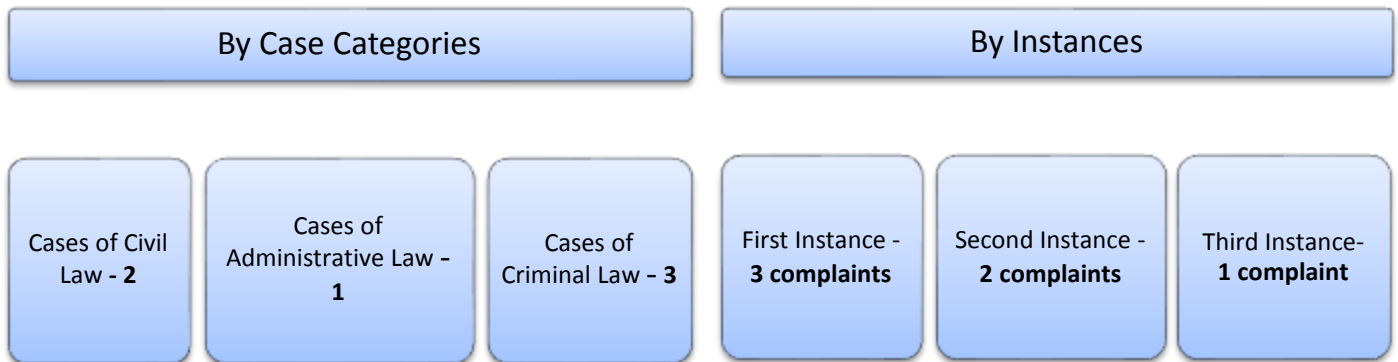 By Case Categories
By Instances
Cases of Civil
Law - 2
Cases of
Administrative Law –
1
Cases of
Criminal Law – 3
First Instance -
3 complaints
Second Instance -
2 complaints
Third Instance-
1 complaint